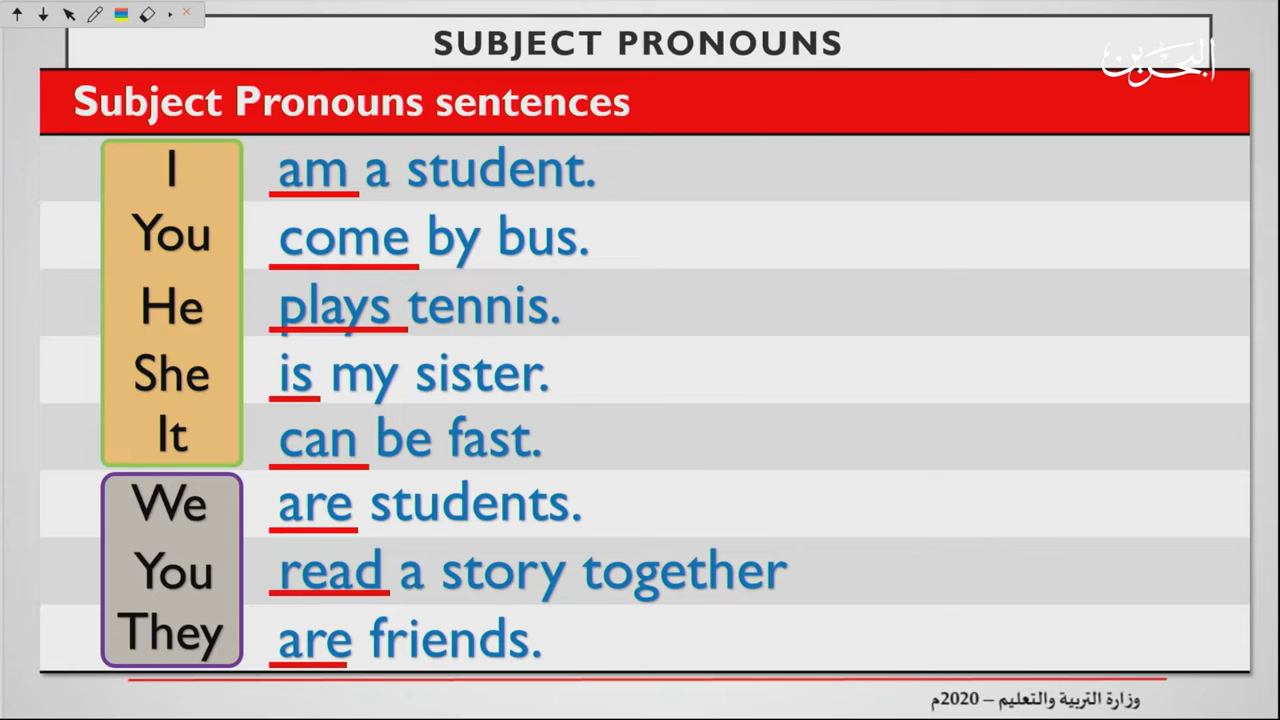 SUBJECT PRONOUNS
البحرين
Subject Pronouns sentences
I am a student.
You come by bus.
He plays tennis.
She is my sister.
It can be fast.
We are students.
You read a story together
They are friends.
وزارة التربية والتعليم – 2020م